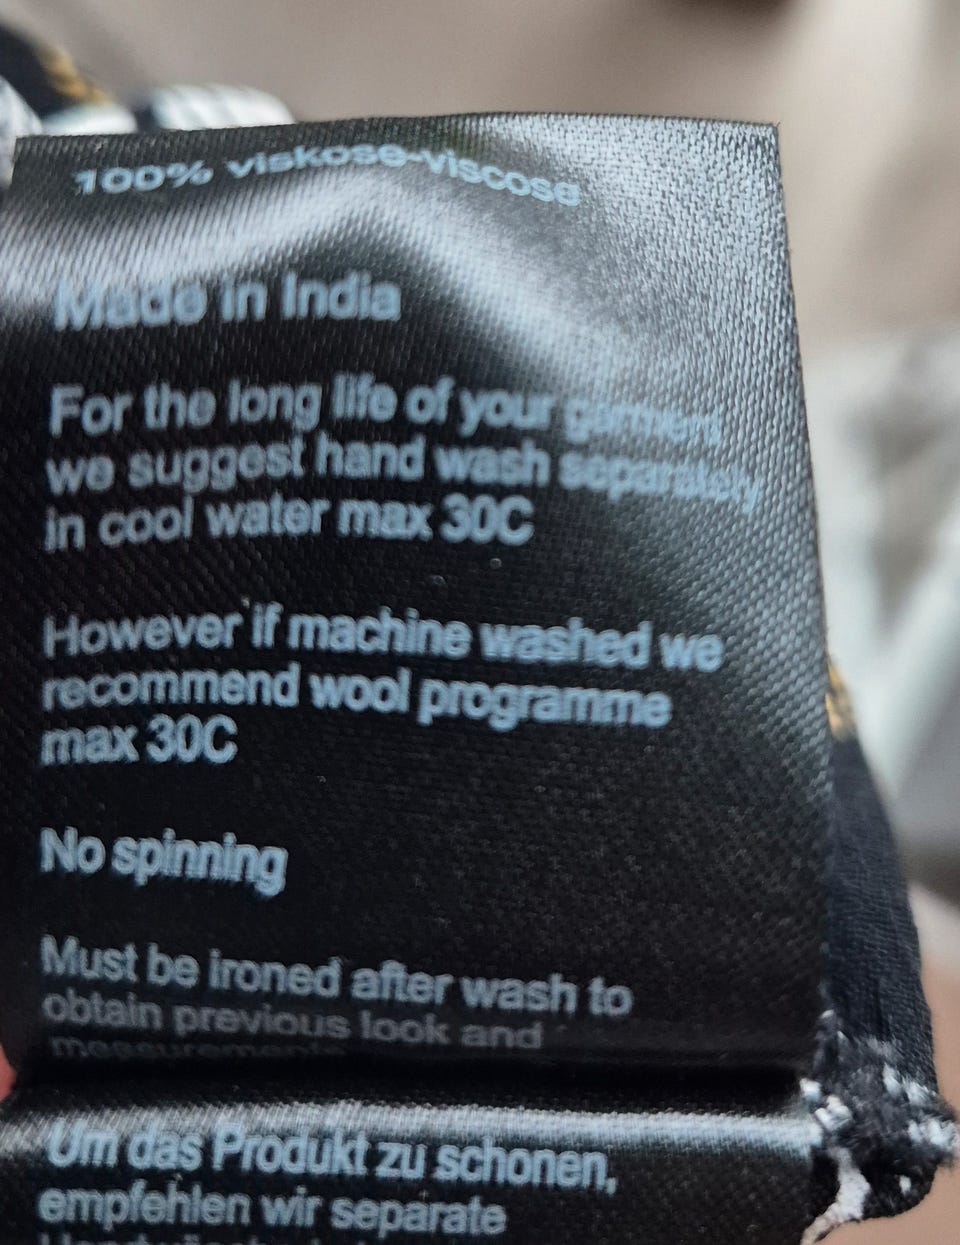 100% viskose-viscose
Made in India
For the long life of your garment,
we suggest hand wash separately
in cool water max 30C
However if machine washed we
recommend wool programme
max 30C
No spinning
Must be ironed after wash to
obtain previous look and
measurements
Um das Produkt zu schonen,
empfehlen wir separate